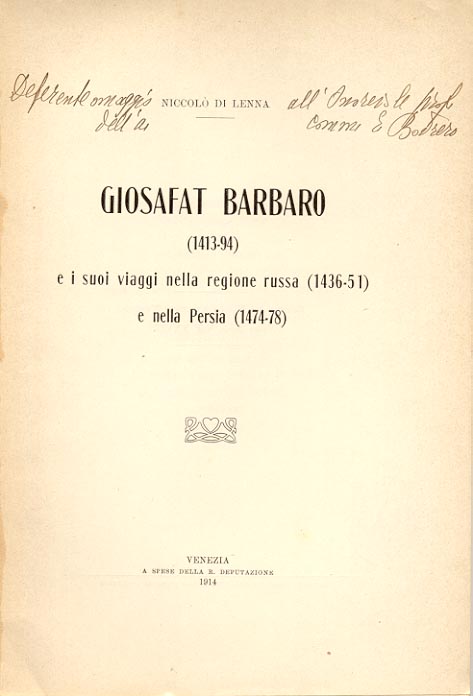 Deferente omaggio NICCOLÒ DI LENNA all' Onorevole prof
dell'a. comm E Bodrero
GIOSAFAT BARBARO
(1413-94)
e i suoi viaggi nella regione russa (1436-51)
e nella Persia (1474-78)
VENEZIA
A SPESE DELLA R. DEPUTAZIONE
1914